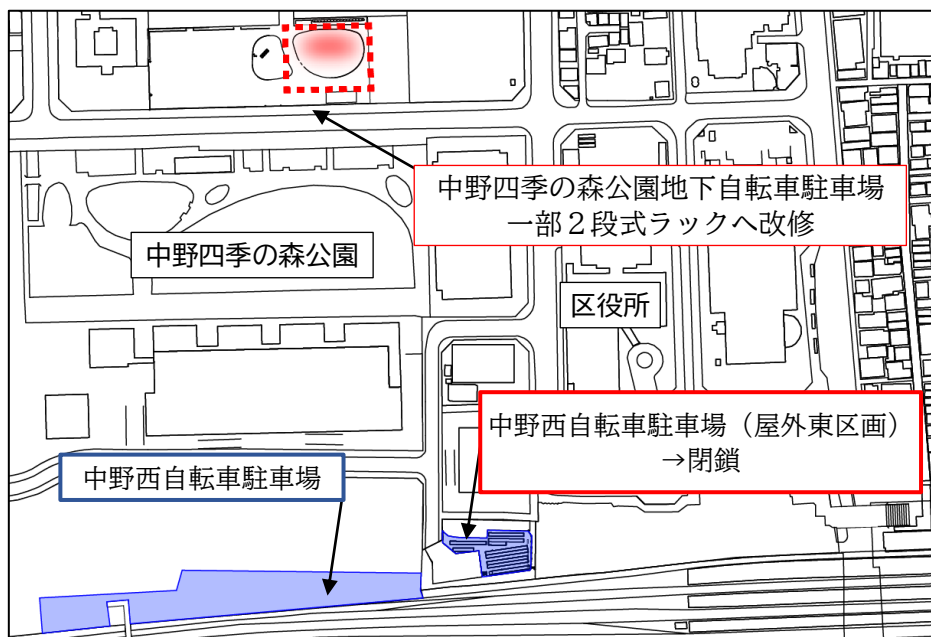 中野四季の森公園地下自転車駐車場
一部２段式ラックへ改修
中野四季の森公園
区役所
中野西自転車駐車場（屋外東区画）
→閉鎖
中野西自転車駐車場